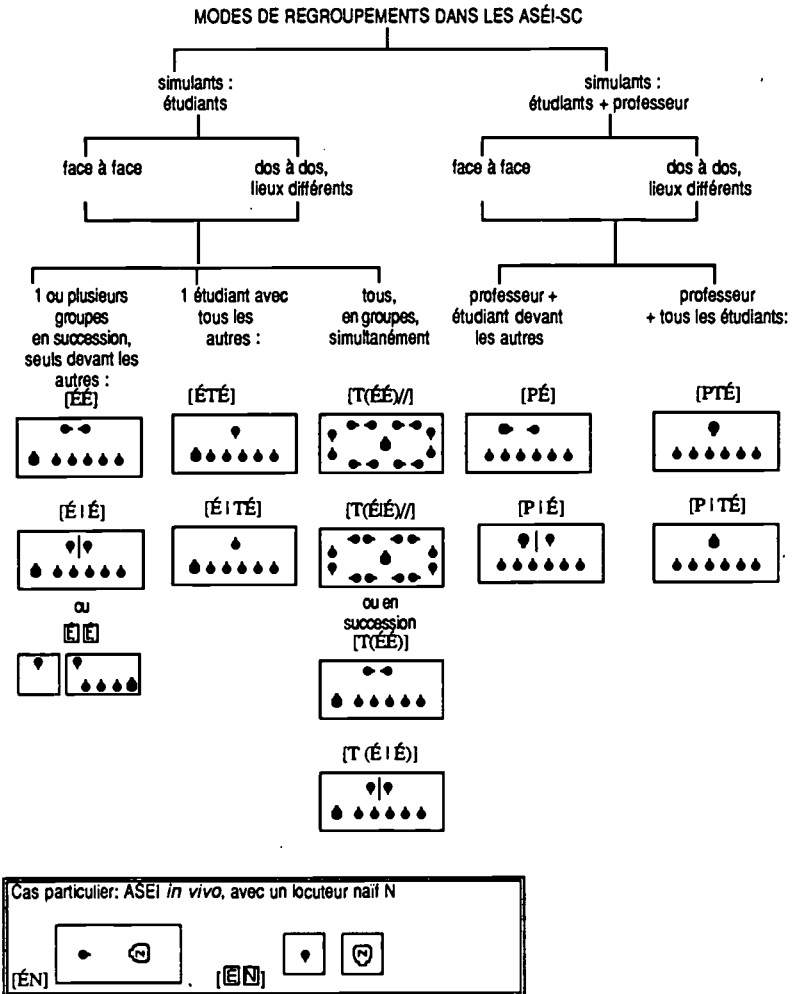 MODES DE REGROUPEMENTS DANS LES ASÉI-SC
simulants :
étudiants
simulants :
étudiants + professeur
face à face
dos à dos,
lieux différents
face à face
dos à dos,
lieux différents
1 ou plusieurs
groupes
en succession,
seuls devant les
autres :
[ÉÉ]
1 étudiant avec
tous les
autres :
[ÉTÉ]
tous,
en groupes,
simultanément
[T(ÉÉ)//]
professeur +
étudiant devant
les autres
[PÉ]
professeur
+ tous les étudiants:
[PTÉ]
[É|É]
[É|TÉ]
[T(É|É)//]
[P|É]
[P|TÉ]
ou
É É
ou en
succession
[T(ÉÉ)]
[T (É|É)]
Cas particulier: ASEI in vivo, avec un locuteur naïf N
[ÉN] N . [E N] N